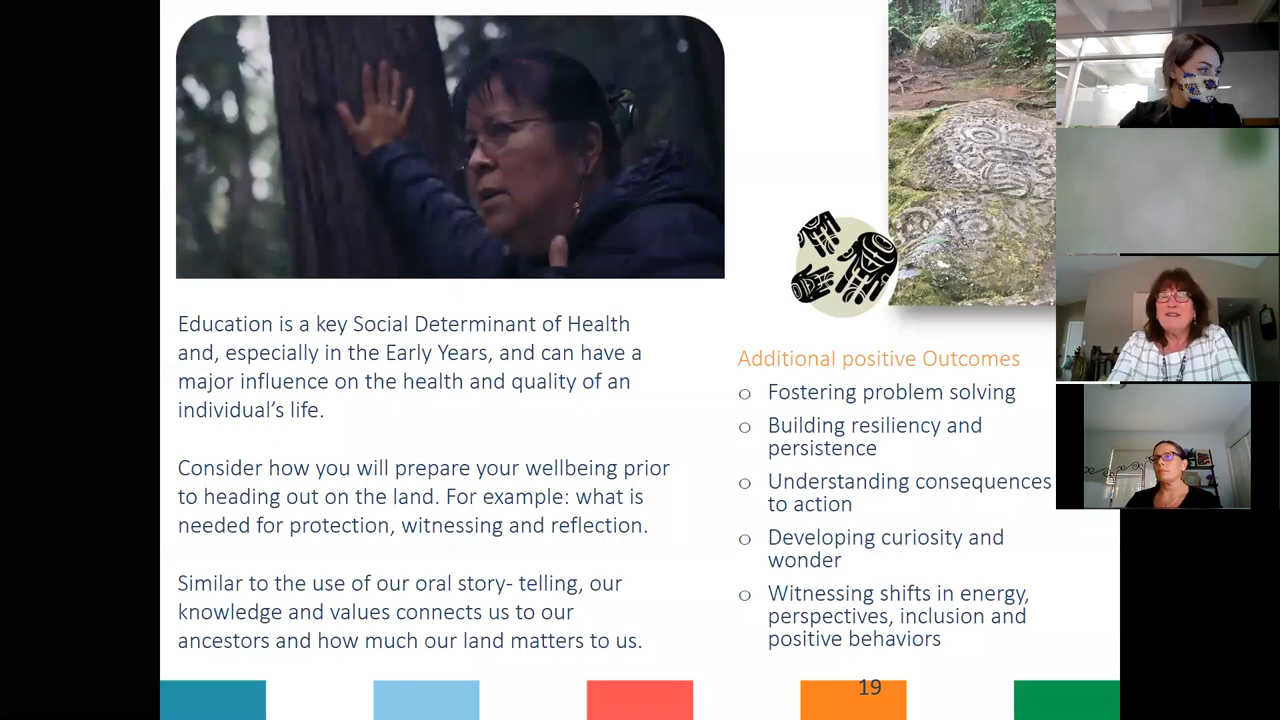 Education is a key Social Determinant of Health
and, especially in the Early Years, and can have a
major influence on the health and quality of an
individual's life.
Consider how you will prepare your wellbeing prior
to heading out on the land. For example: what is
needed for protection, witnessing and reflection.
Similar to the use of our oral story- telling, our
knowledge and values connects us to our
ancestors and how much our land matters to us.
Additional positive Outcomes
o Fostering problem solving
o Building resiliency and
persistence
o Understanding consequences
to action
o Developing curiosity and
wonder
o Witnessing shifts in energy,
perspectives, inclusion and
positive behaviors
19